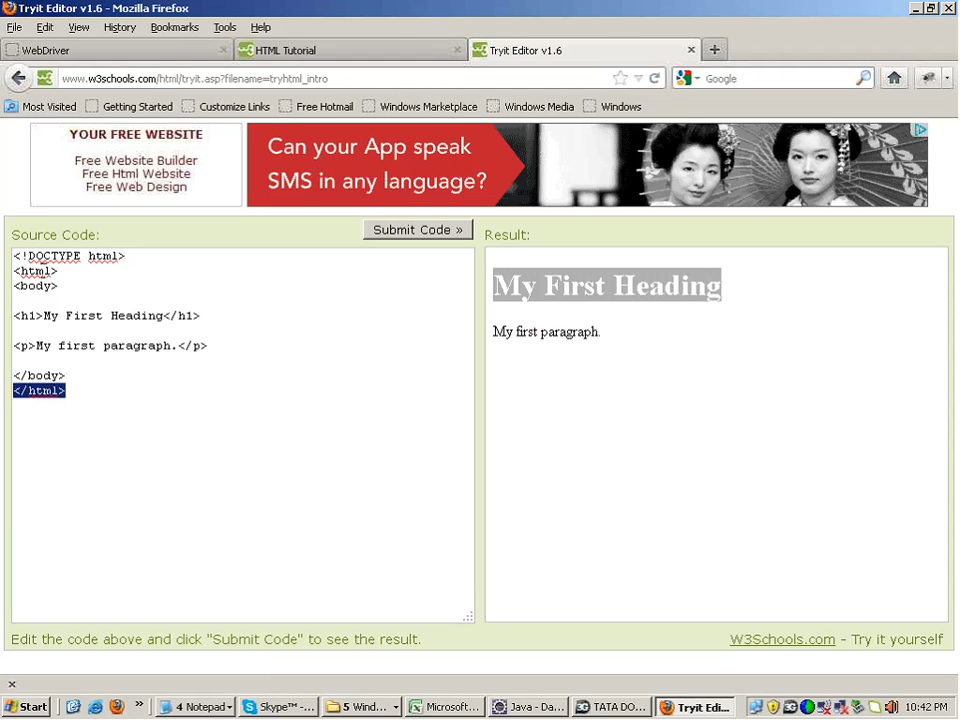 Tryit Editor v1.6 - Mozilla Firefox
File Edit View History Bookmarks Tools Help
WebDriver HTML Tutorial Tryit Editor v1.6
www.w3schools.com/html/tryit.asp?filename=tryhtml_intro Google
Most Visited Getting Started Customize Links Free Hotmail Windows Marketplace Windows Media Windows
YOUR FREE WEBSITE
Free Website Builder
Free Html Website
Free Web Design
Can your App speak
SMS in any language?
Source Code: Submit Code »
<!DOCTYPE html>
<html>
<body>
<h1>My First Heading</h1>
<p>My first paragraph.</p>
</body>
</html>
Result:
My First Heading
My first paragraph.
Edit the code above and click "Submit Code" to see the result. W3Schools.com - Try it yourself
Start » 4 Notepad Skype™ -... 5 Wind... Microsoft... Java - Da... TATA DO... Tryit Edi... 10:42 PM